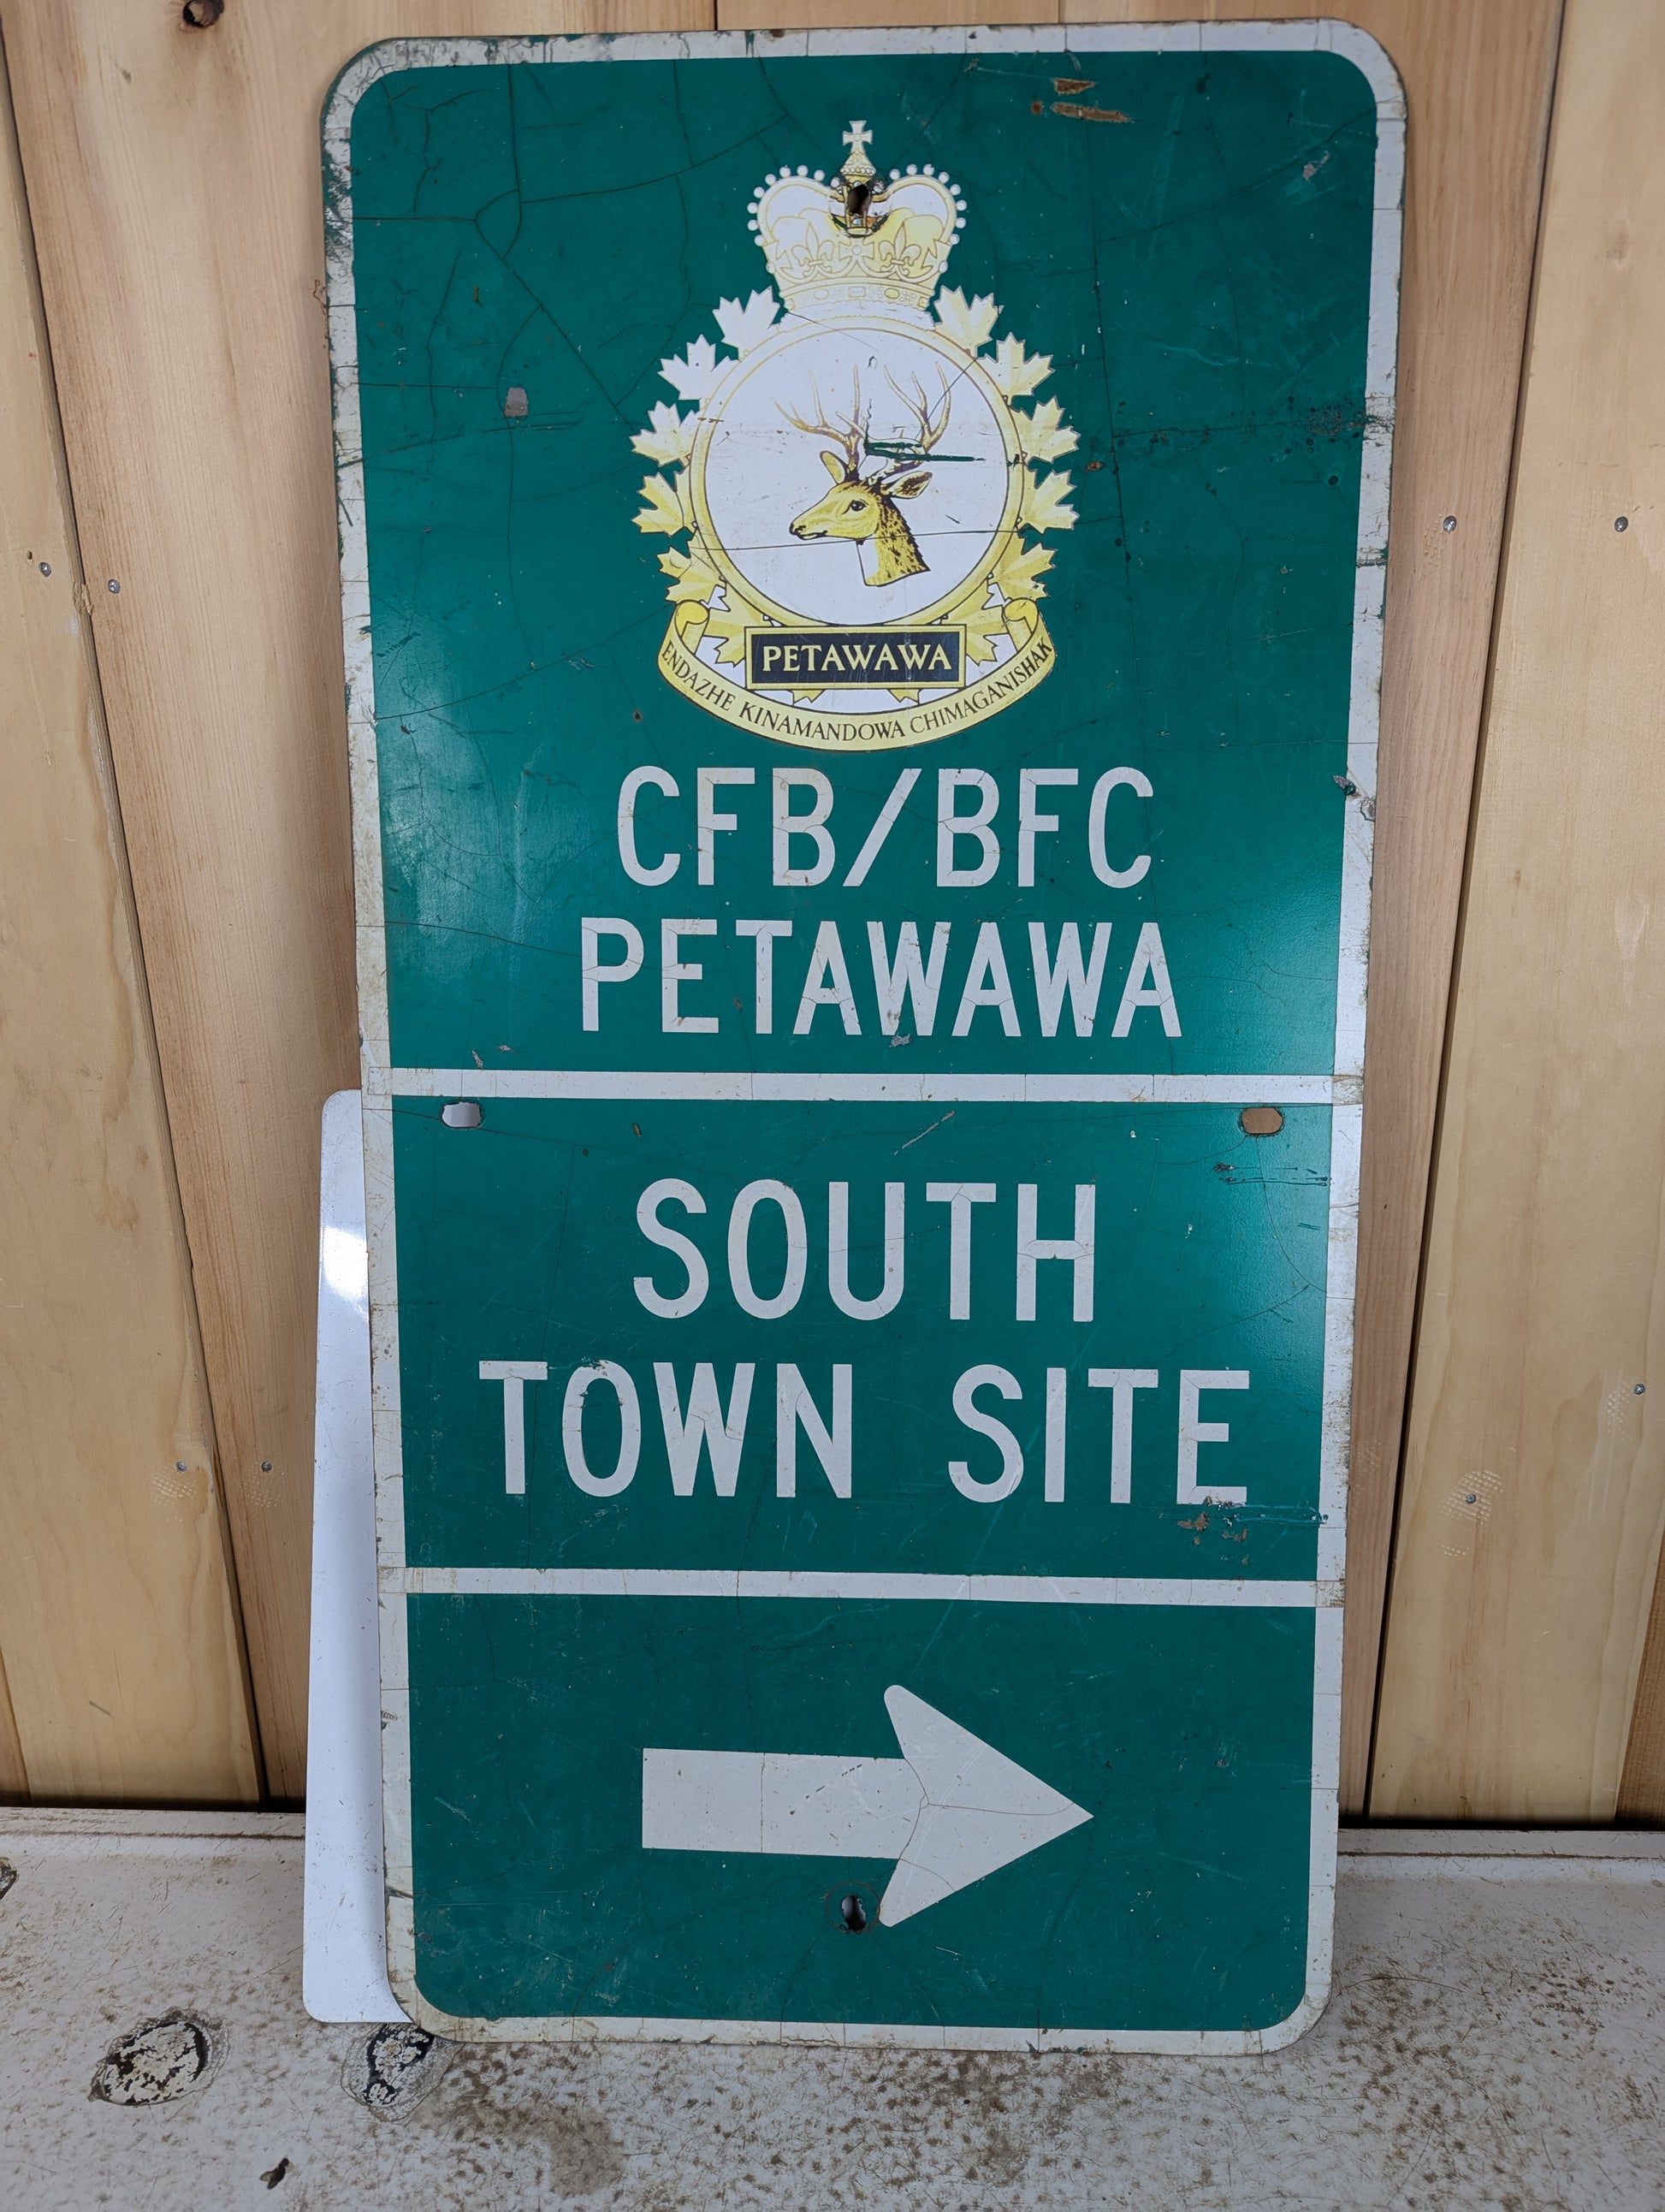 PETAWAWA
ENDAZHE KINAMANDOWA CHIMAGANISHAK
CFB/BFC
PETAWAWA
SOUTH
TOWN SITE